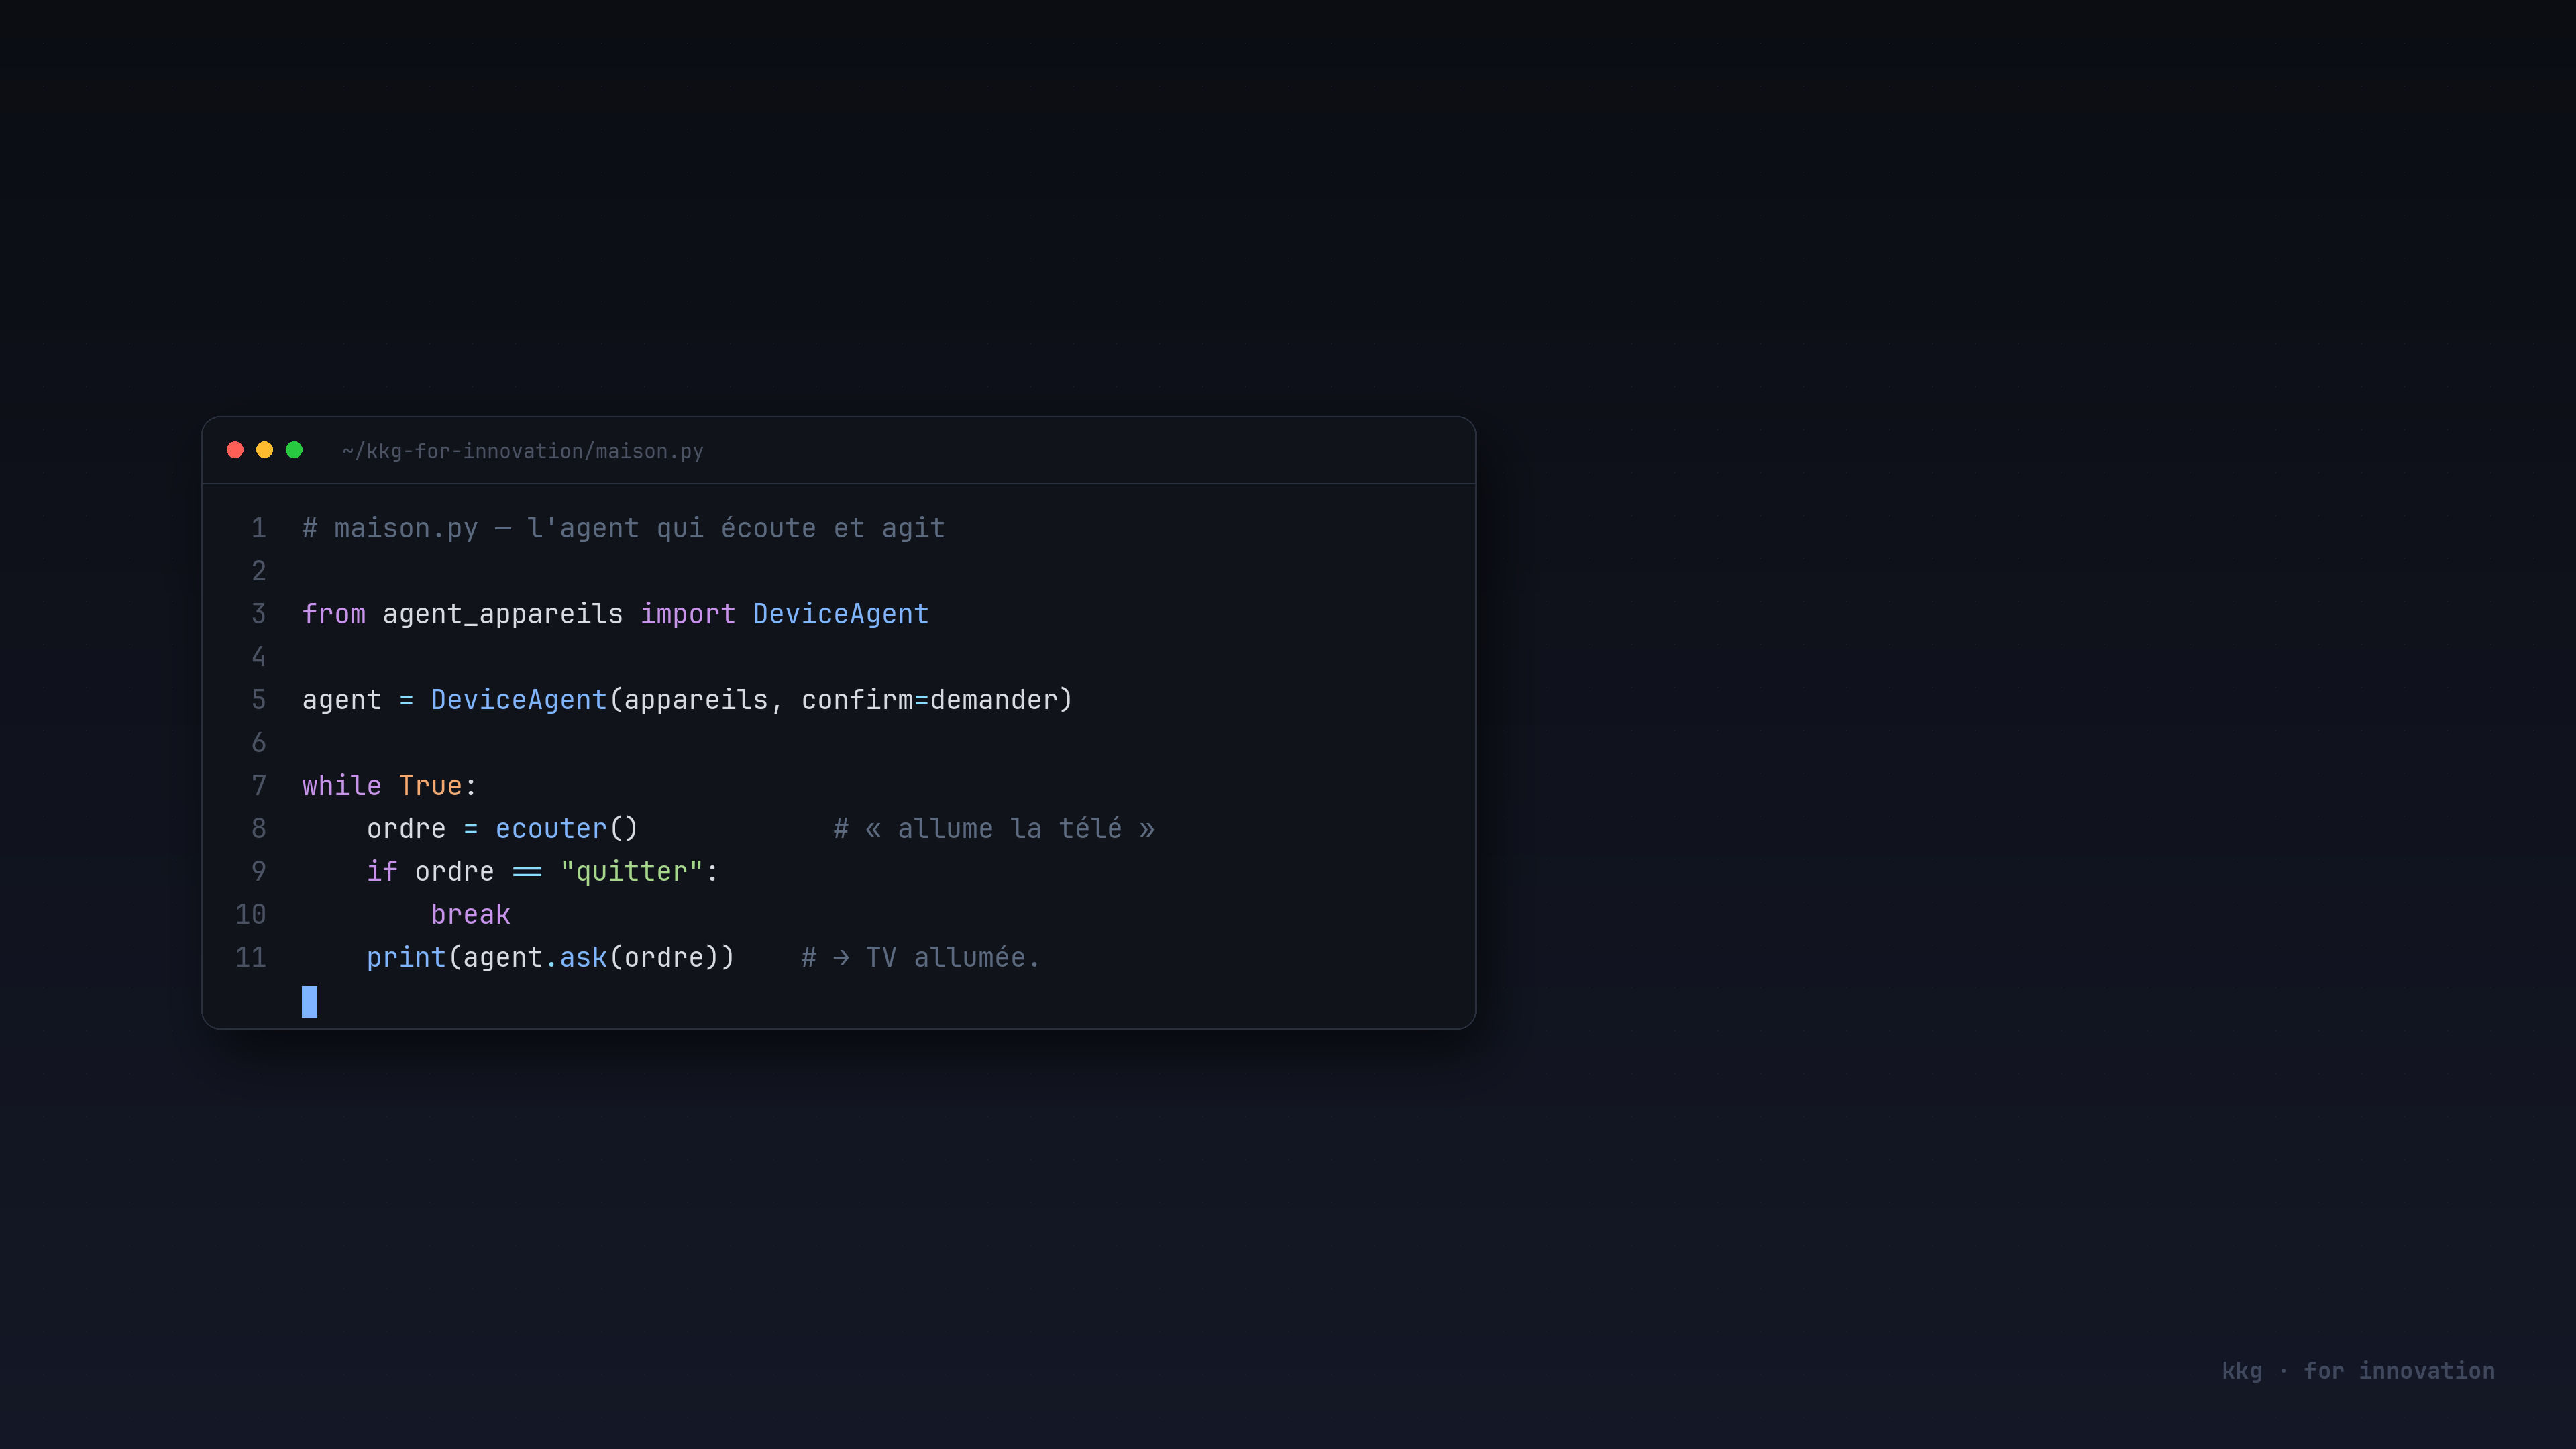 ~/kkg-for-innovation/maison.py
1 # maison.py — l'agent qui écoute et agit
2
3 from agent_appareils import DeviceAgent
4
5 agent = DeviceAgent(appareils, confirm=demander)
6
7 while True:
8     ordre = ecouter()            # « allume la télé »
9     if ordre == "quitter":
10         break
11     print(agent.ask(ordre))    # → TV allumée.
kkg · for innovation